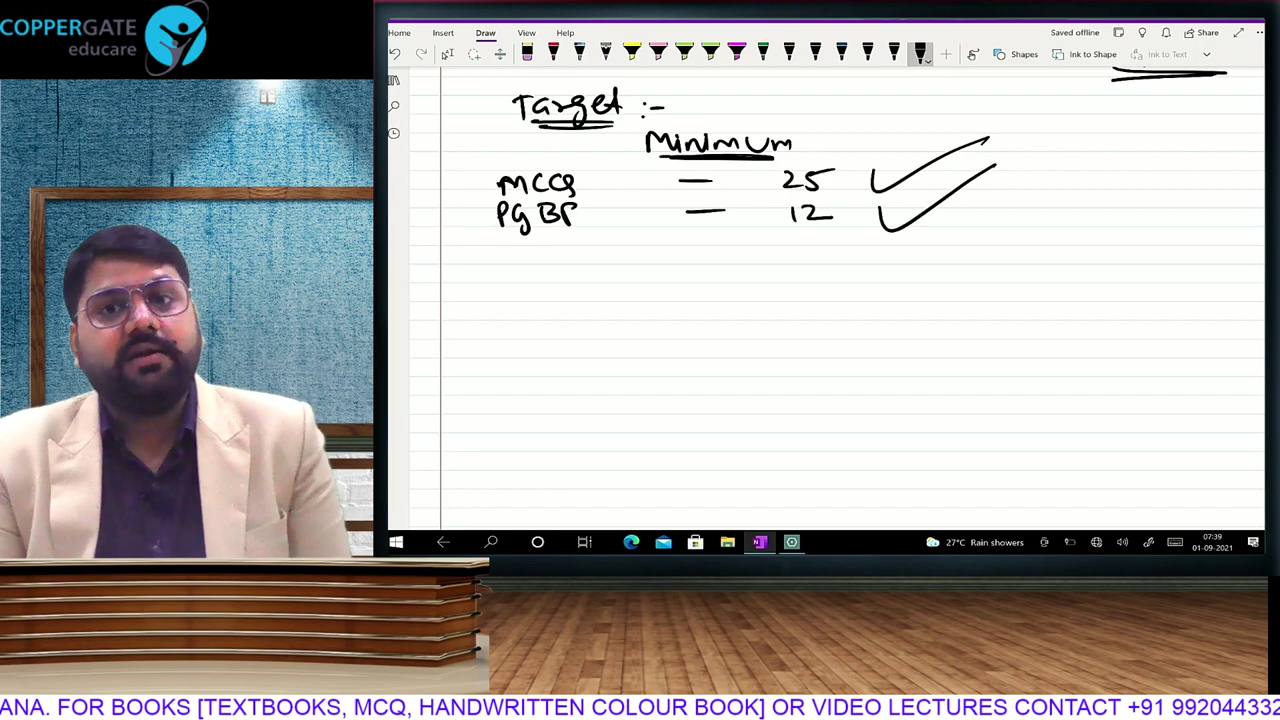 COPPERGATE
educare
Home Insert Draw View Help Saved offline Share
Shapes Ink to Shape Ink to Text
Target :-
Minimum
MCQ — 25
PGBP — 12
27°C Rain showers 07:39
01-09-2021
ANA. FOR BOOKS [TEXTBOOKS, MCQ, HANDWRITTEN COLOUR BOOK] OR VIDEO LECTURES CONTACT +91 992044332